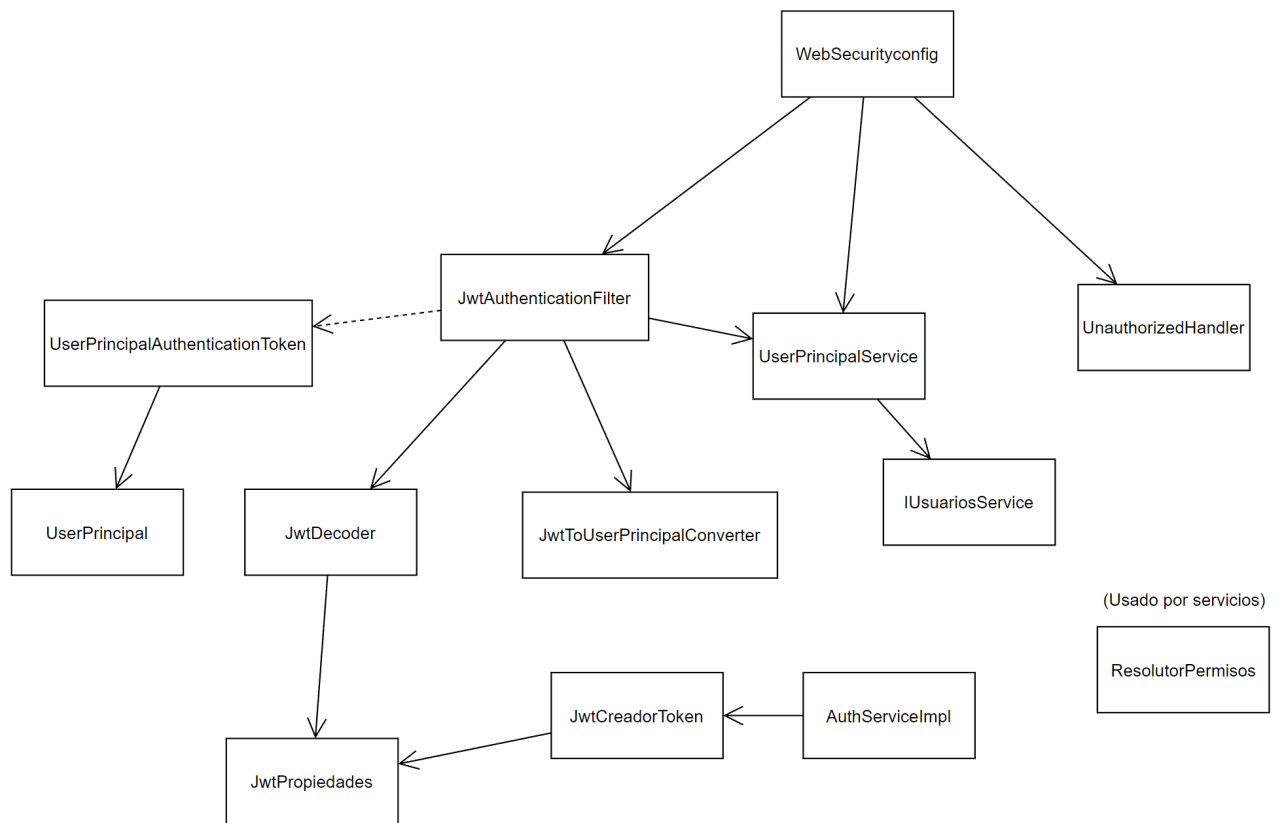 WebSecurityconfig
JwtAuthenticationFilter
UnauthorizedHandler
UserPrincipalAuthenticationToken
UserPrincipalService
UserPrincipal
JwtDecoder
JwtToUserPrincipalConverter
IUsuariosService
(Usado por servicios)
ResolutorPermisos
JwtCreadorToken
AuthServiceImpl
JwtPropiedades